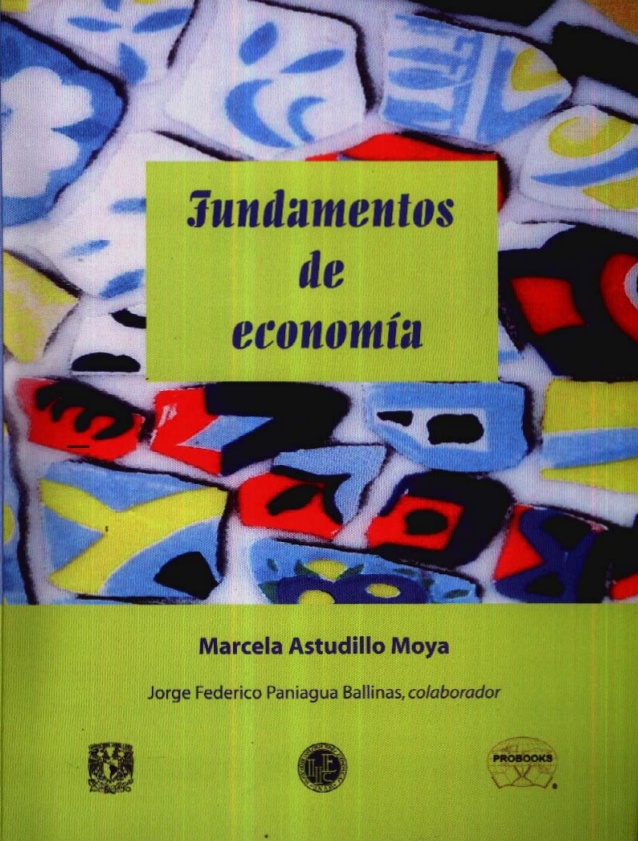 Fundamentos
de
economía
Marcela Astudillo Moya
Jorge Federico Paniagua Ballinas, colaborador
PROBOOKS